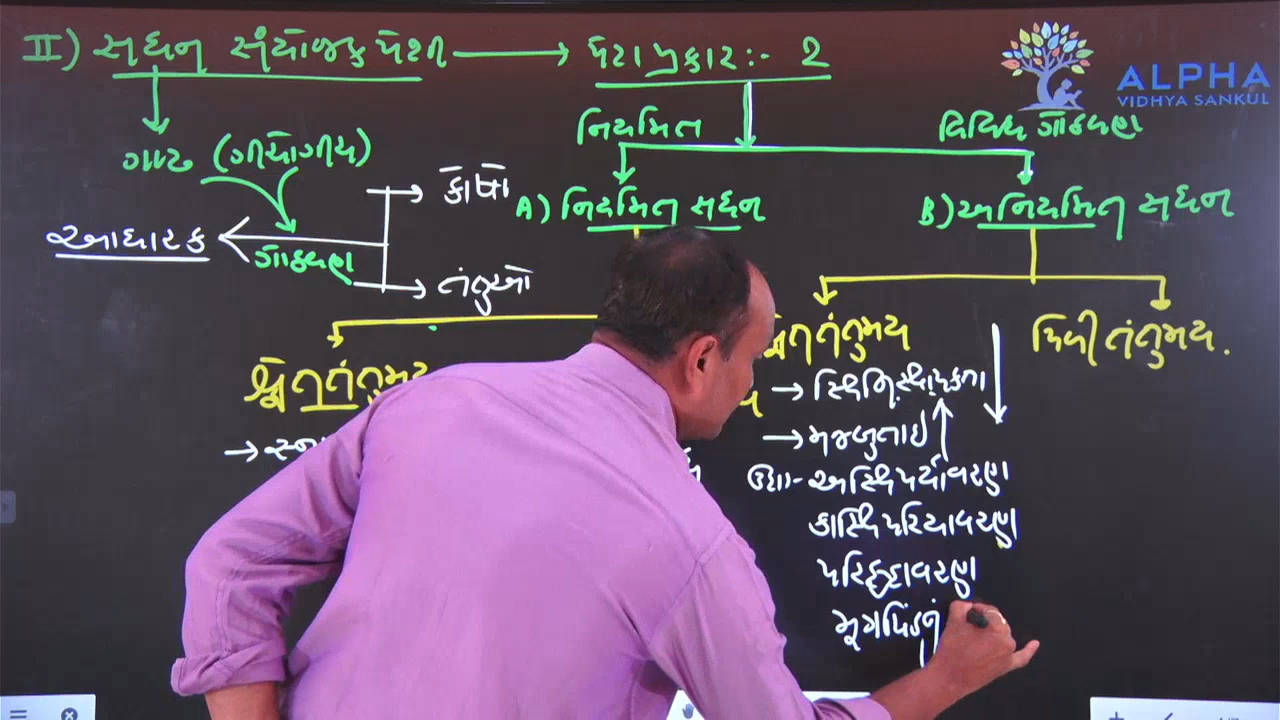 II) સઘન સંયોજક પેશી → પેટા પ્રકાર:- 2
ALPHA
VIDHYA SANKUL
નિયમિત
વિવિધ ગોઠવણ
ગાઢ (ગીચોગીચ)
કોષો
A) નિયમિત સઘન
B) અનિયમિત સઘન
આધારક
ગોઠવણ
તંતુઓ
શ્વેતતંતુમય
તંતુમય
પીળી તંતુમય.
→ સ્થિતિસ્થાપકતા
→ મજબુતાઇ
ઉદા:- અસ્થિપર્યાવરણ
કાસ્થિપરિયાવરણ
પરિહૃદાવરણ
મૂત્રપિંડનું